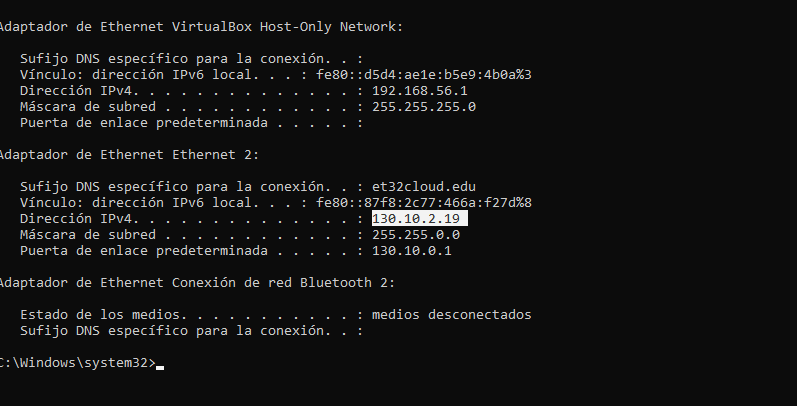 Adaptador de Ethernet VirtualBox Host-Only Network:
Sufijo DNS específico para la conexión. . :
Vínculo: dirección IPv6 local. . . : fe80::d5d4:ae1e:b5e9:4b0a%3
Dirección IPv4. . . . . . . . . . . . . . : 192.168.56.1
Máscara de subred . . . . . . . . . . . . : 255.255.255.0
Puerta de enlace predeterminada . . . . . :
Adaptador de Ethernet Ethernet 2:
Sufijo DNS específico para la conexión. . : et32cloud.edu
Vínculo: dirección IPv6 local. . . : fe80::87f8:2c77:466a:f27d%8
Dirección IPv4. . . . . . . . . . . . . . : 130.10.2.19
Máscara de subred . . . . . . . . . . . . : 255.255.0.0
Puerta de enlace predeterminada . . . . . : 130.10.0.1
Adaptador de Ethernet Conexión de red Bluetooth 2:
Estado de los medios. . . . . . . . . . . : medios desconectados
Sufijo DNS específico para la conexión. . :
C:\Windows\system32>